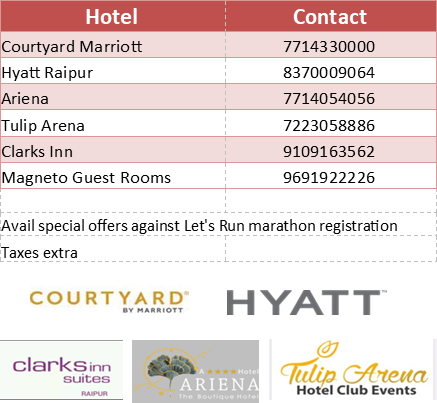 Hotel Contact
Courtyard Marriott 7714330000
Hyatt Raipur 8370009064
Ariena 7714054056
Tulip Arena 7223058886
Clarks Inn 9109163562
Magneto Guest Rooms 9691922226
Avail special offers against Let's Run marathon registration
Taxes extra
COURTYARD®
BY MARRIOTT
HYATT™
clarks inn
suites
RAIPUR
A ★★★★ Hotel
ARIENA
The Boutique Hotel
Tulip Arena
Hotel Club Events